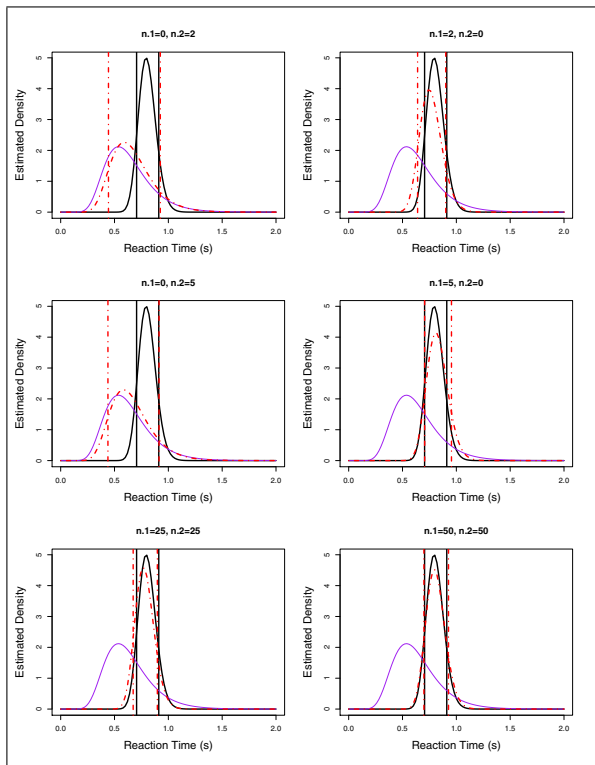 n.1=0, n.2=2
Estimated Density
0 1 2 3 4 5
0.0 0.5 1.0 1.5 2.0
Reaction Time (s)
n.1=2, n.2=0
Estimated Density
0 1 2 3 4 5
0.0 0.5 1.0 1.5 2.0
Reaction Time (s)
n.1=0, n.2=5
Estimated Density
0 1 2 3 4 5
0.0 0.5 1.0 1.5 2.0
Reaction Time (s)
n.1=5, n.2=0
Estimated Density
0 1 2 3 4 5
0.0 0.5 1.0 1.5 2.0
Reaction Time (s)
n.1=25, n.2=25
Estimated Density
0 1 2 3 4 5
0.0 0.5 1.0 1.5 2.0
Reaction Time (s)
n.1=50, n.2=50
Estimated Density
0 1 2 3 4 5
0.0 0.5 1.0 1.5 2.0
Reaction Time (s)